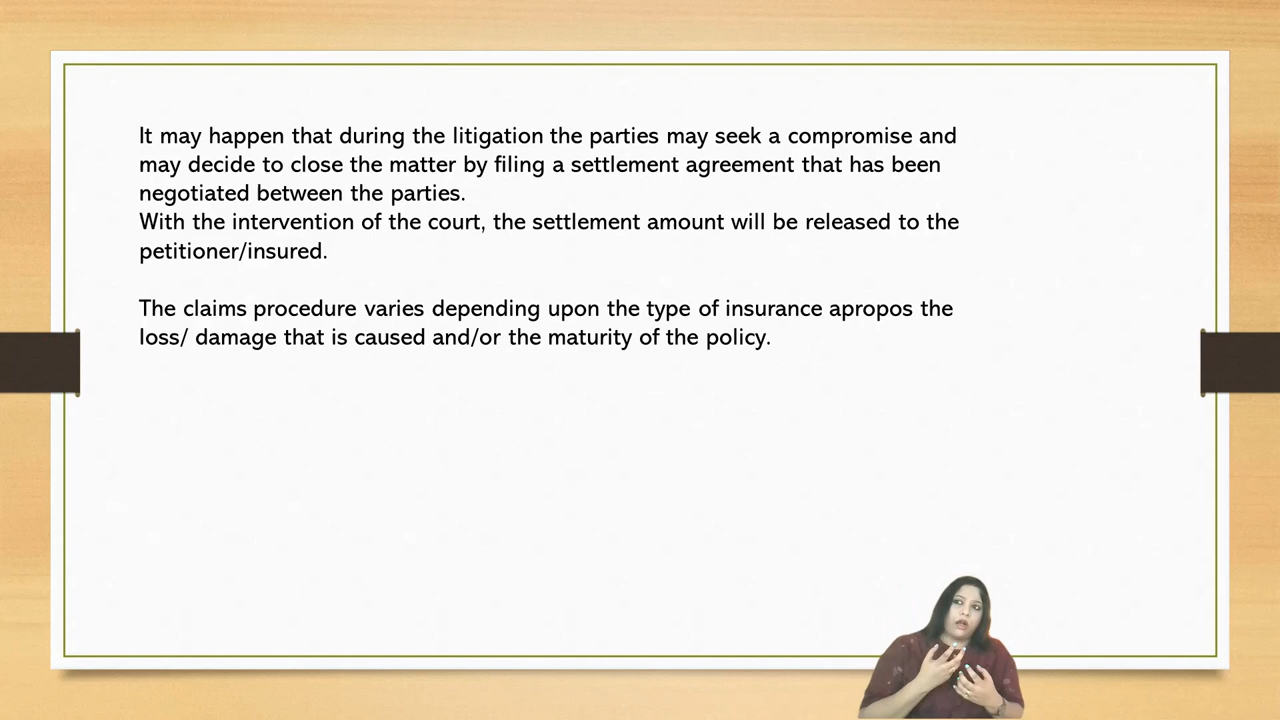 It may happen that during the litigation the parties may seek a compromise and
may decide to close the matter by filing a settlement agreement that has been
negotiated between the parties.
With the intervention of the court, the settlement amount will be released to the
petitioner/insured.
The claims procedure varies depending upon the type of insurance apropos the
loss/ damage that is caused and/or the maturity of the policy.